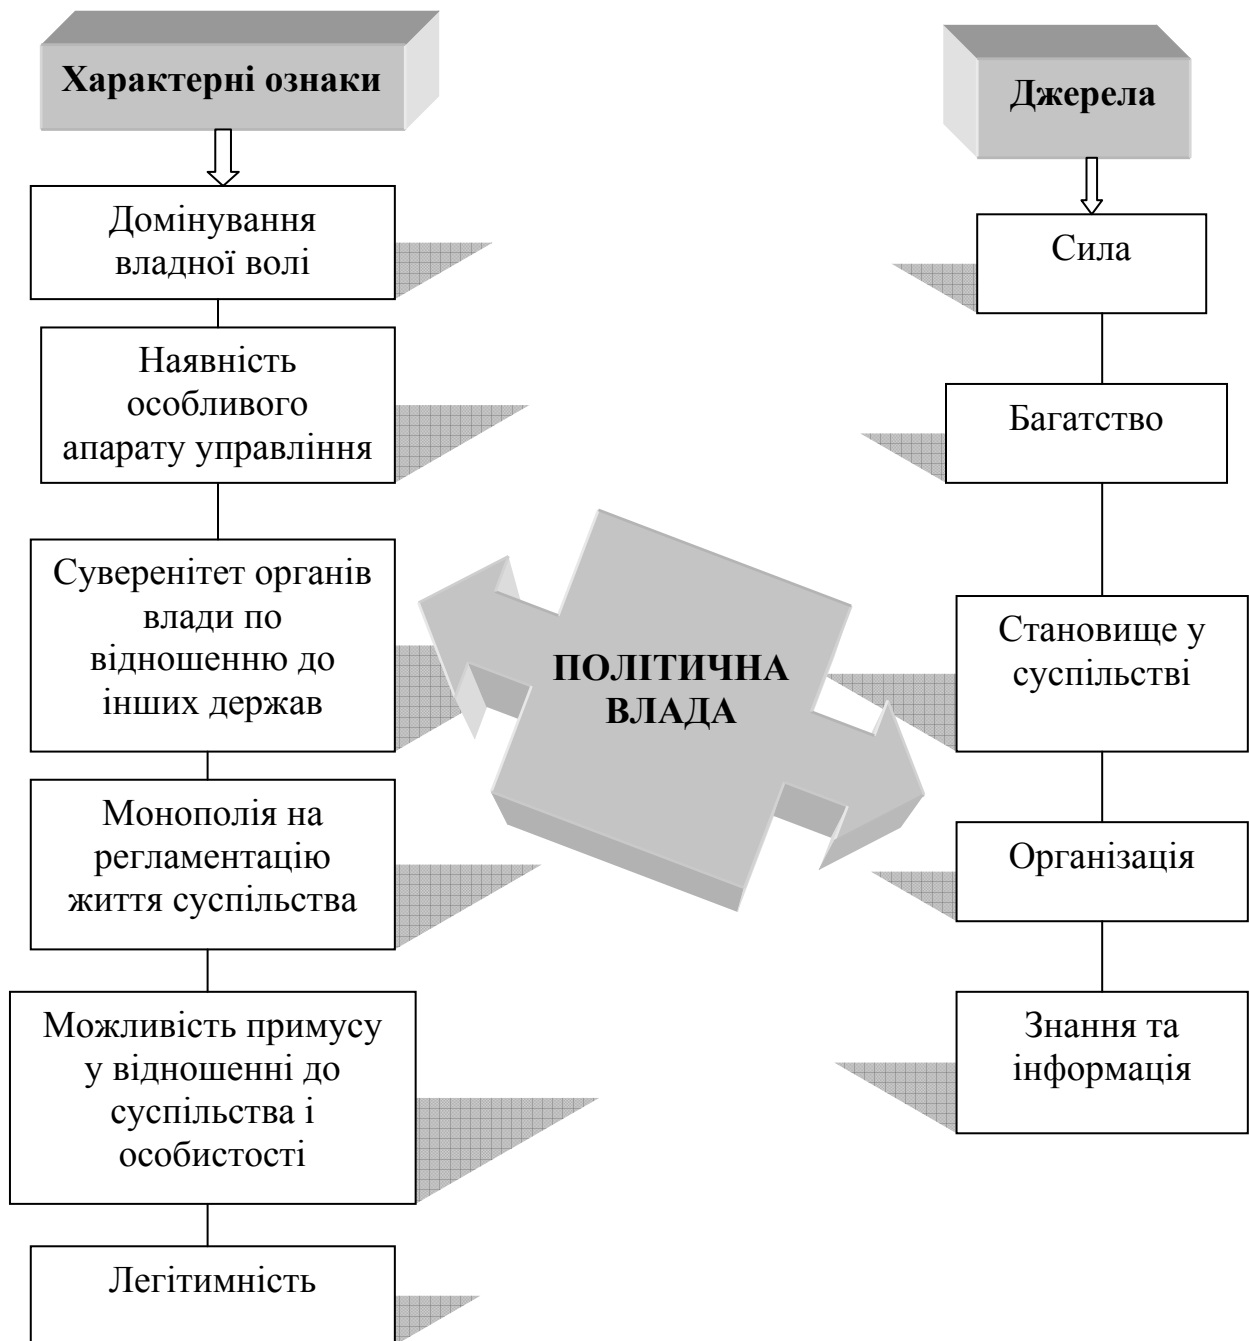 Характерні ознаки
Домінування
владної волі
Наявність
особливого
апарату управління
Суверенітет органів
влади по
відношенню до
інших держав
Монополія на
регламентацію
життя суспільства
Можливість примусу
у відношенні до
суспільства і
особистості
Легітимність
ПОЛІТИЧНА
ВЛАДА
Джерела
Сила
Багатство
Становище у
суспільстві
Організація
Знання та
інформація